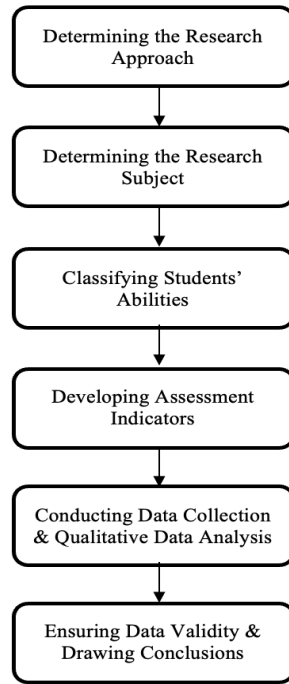 Determining the Research
Approach
Determining the Research
Subject
Classifying Students’
Abilities
Developing Assessment
Indicators
Conducting Data Collection
& Qualitative Data Analysis
Ensuring Data Validity &
Drawing Conclusions